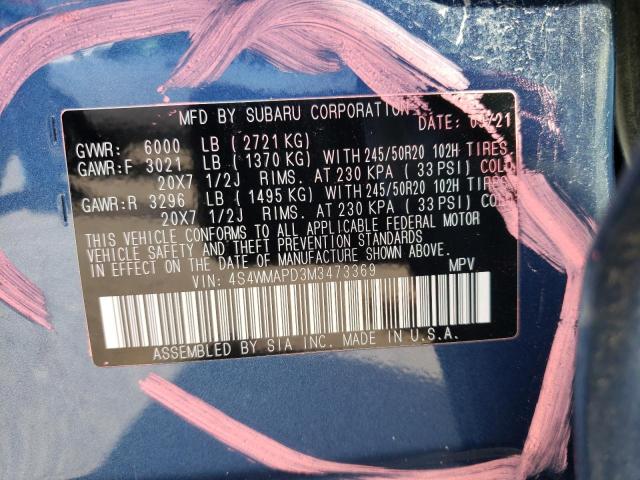 MFD BY SUBARU CORPORATION
DATE: /21
GVWR: 6000 LB (2721 KG)
GAWR:F 3021 LB (1370 KG) WITH 245/50R20 102H TIRES
20X7 1/2J RIMS. AT 230 KPA (33 PSI) COLD
GAWR:R 3296 LB (1495 KG) WITH 245/50R20 102H TIRES
20X7 1/2J RIMS. AT 230 KPA (33 PSI) COLD
THIS VEHICLE CONFORMS TO ALL APPLICABLE FEDERAL MOTOR
VEHICLE SAFETY AND THEFT PREVENTION STANDARDS
IN EFFECT ON THE DATE OF MANUFACTURE SHOWN ABOVE.
VIN: 4S4WMAPD3M3473369 MPV
ASSEMBLED BY SIA INC. MADE IN U.S.A.